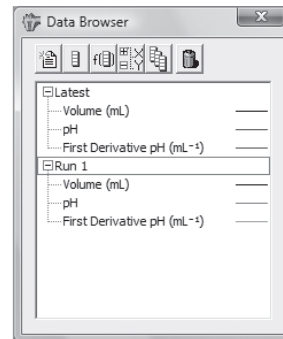 Data Browser
Latest
Volume (mL)
pH
First Derivative pH (mL⁻¹)
Run 1
Volume (mL)
pH
First Derivative pH (mL⁻¹)